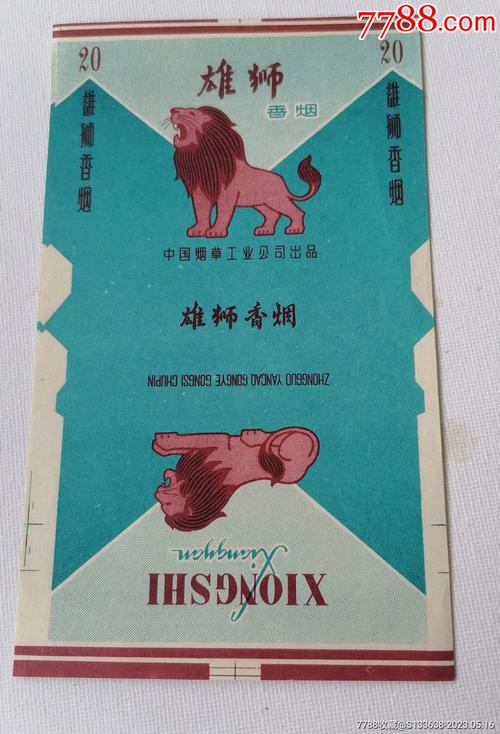 7788.com
20
雄狮
20
香烟
雄狮香烟
雄狮香烟
中国烟草工业公司出品
雄狮香烟
ZHONGGUO YANCAO GONGYE GONGSI CHUPIN
Xiangyan
XIONGSHI
7788收藏@S133638-2023.05.16